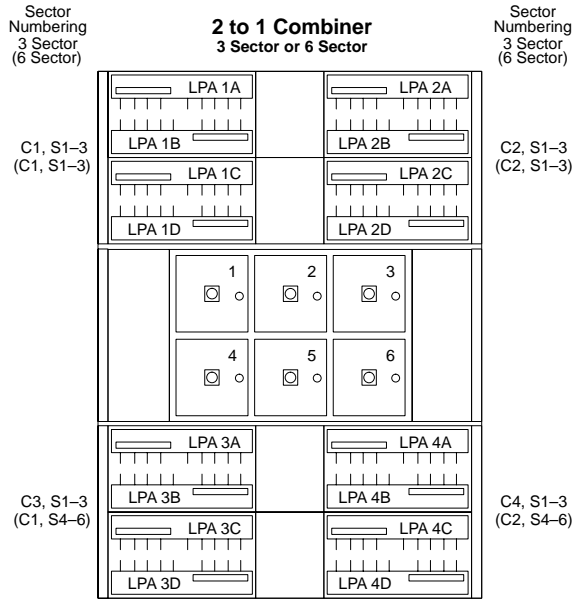 Sector
Numbering
3 Sector
(6 Sector)
2 to 1 Combiner
3 Sector or 6 Sector
Sector
Numbering
3 Sector
(6 Sector)
LPA 1A
LPA 2A
C1, S1–3
(C1, S1–3)
LPA 1B
LPA 2B
C2, S1–3
(C2, S1–3)
LPA 1C
LPA 2C
LPA 1D
LPA 2D
1
2
3
4
5
6
LPA 3A
LPA 4A
C3, S1–3
(C1, S4–6)
LPA 3B
LPA 4B
C4, S1–3
(C2, S4–6)
LPA 3C
LPA 4C
LPA 3D
LPA 4D